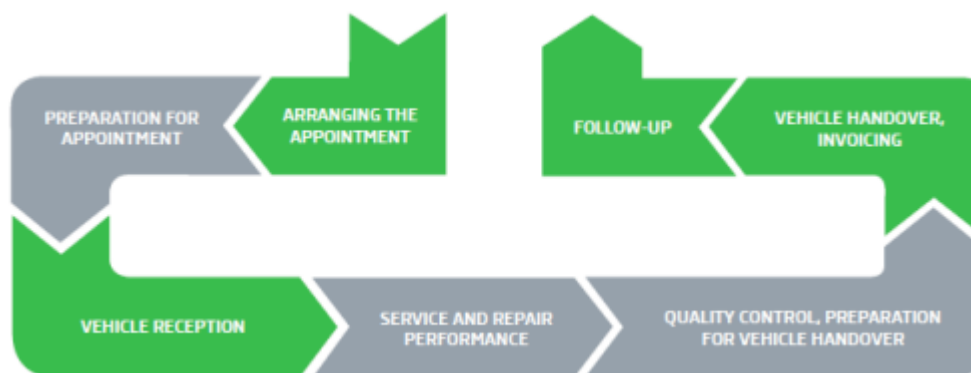 PREPARATION FOR
APPOINTMENT
ARRANGING THE
APPOINTMENT
FOLLOW-UP
VEHICLE HANDOVER,
INVOICING
VEHICLE RECEPTION
SERVICE AND REPAIR
PERFORMANCE
QUALITY CONTROL, PREPARATION
FOR VEHICLE HANDOVER